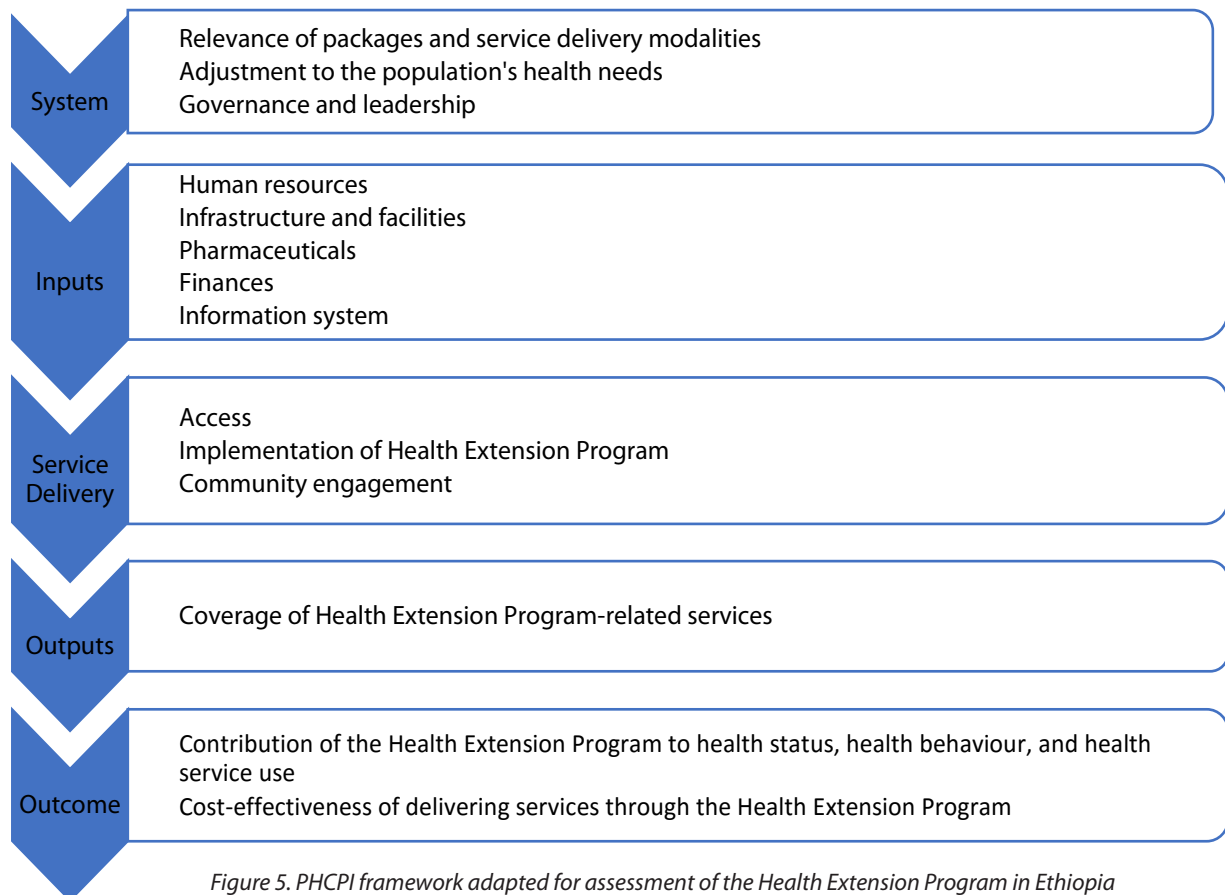 System
Relevance of packages and service delivery modalities
Adjustment to the population's health needs
Governance and leadership
Inputs
Human resources
Infrastructure and facilities
Pharmaceuticals
Finances
Information system
Service
Delivery
Access
Implementation of Health Extension Program
Community engagement
Outputs
Coverage of Health Extension Program-related services
Outcome
Contribution of the Health Extension Program to health status, health behaviour, and health
service use
Cost-effectiveness of delivering services through the Health Extension Program
Figure 5. PHCPI framework adapted for assessment of the Health Extension Program in Ethiopia